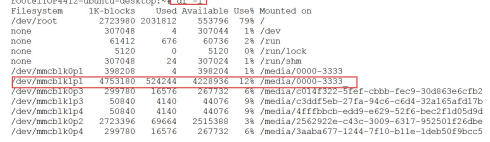 root@TOP4412-ubuntu-desktop:~# df -l
Filesystem 1K-blocks Used Available Use% Mounted on
/dev/root 2723980 2031812 553796 79% /
none 307048 4 307044 1% /dev
none 61412 676 60736 2% /run
none 5120 0 5120 0% /run/lock
none 307048 24 307024 1% /run/shm
/dev/mmcblk0p1 398208 4 398204 1% /media/0000-3333
/dev/mmcblk1p1 4753180 524244 4228936 12% /media/0000-3333
/dev/mmcblk0p3 299780 16576 267732 6% /media/c014f322-5fef-cbbb-fec9-30d863e6cfb2
/dev/mmcblk1p3 50840 4140 44076 9% /media/c3ddf5eb-27fa-94c6-c6d4-32a165afd17b
/dev/mmcblk1p4 50840 4140 44076 9% /media/4fffbbcb-edd9-e629-52f6-bec2f1d05d9d
/dev/mmcblk0p2 2723396 69664 2515388 3% /media/2562922e-c43c-3009-6317-952501f26dbe
/dev/mmcblk0p4 299780 16576 267732 6% /media/3aaba677-1244-7f10-b11e-1deb50f9bcc5